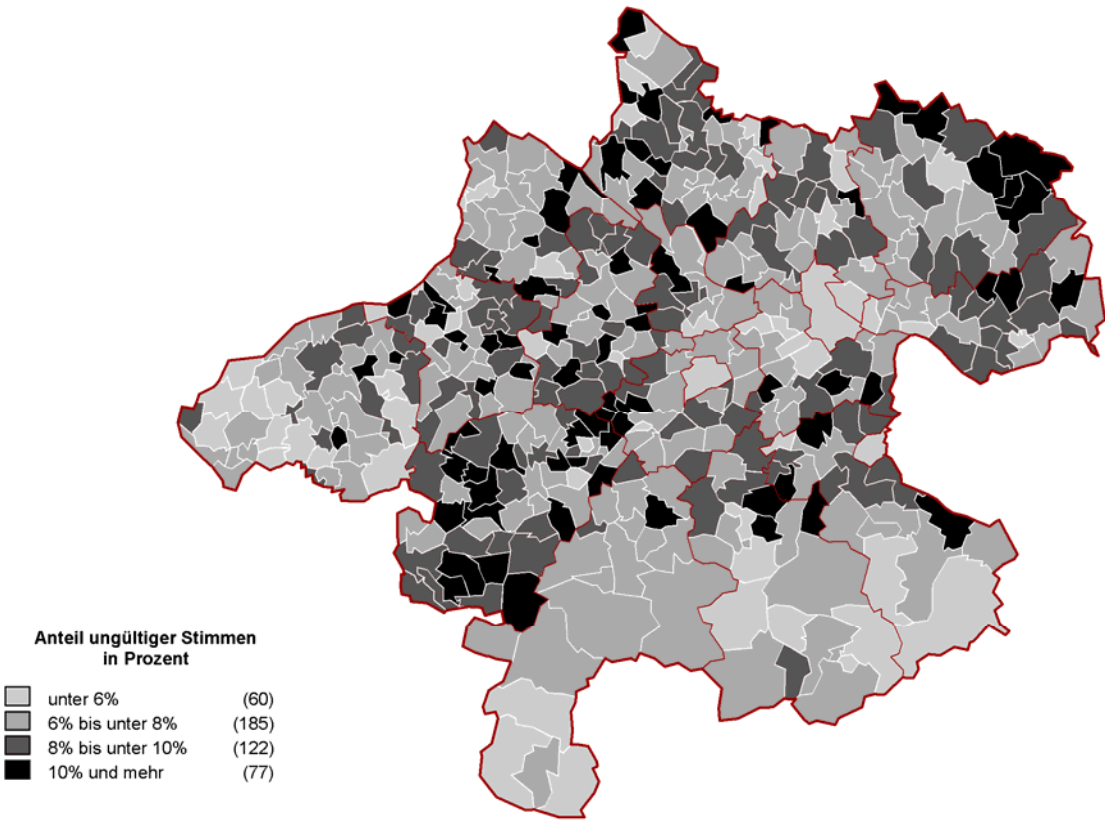 Anteil ungültiger Stimmen
in Prozent
unter 6% (60)
6% bis unter 8% (185)
8% bis unter 10% (122)
10% und mehr (77)